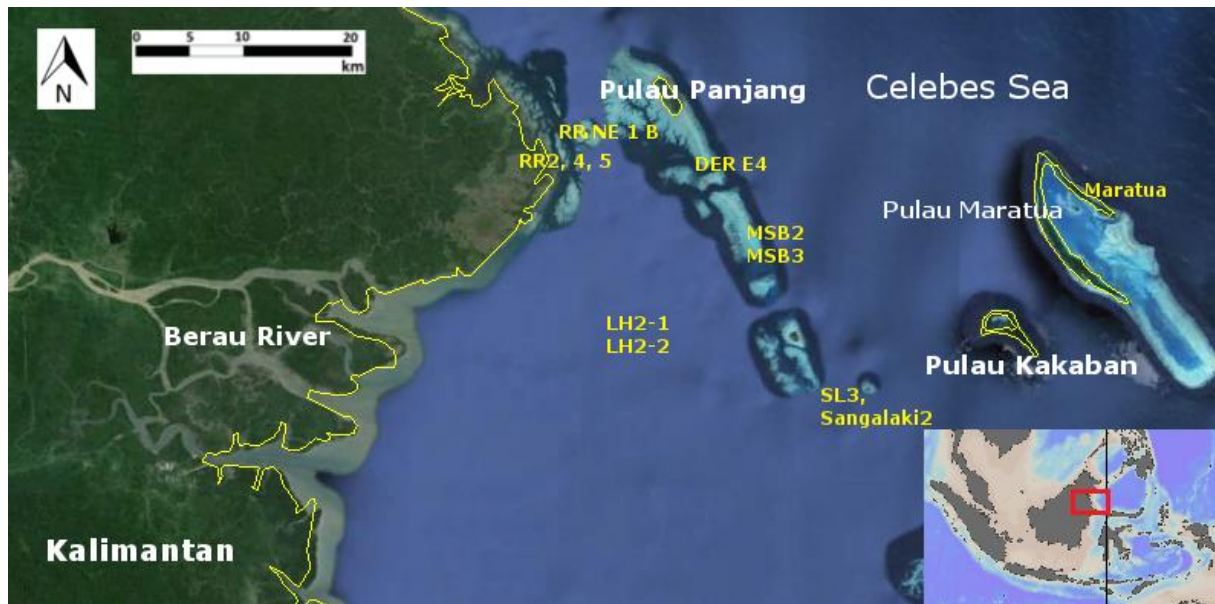 0 5 10 20
km
N
Pulau Panjang
Celebes Sea
RR.NE 1 B
RR2, 4, 5
DER E4
Maratua
Pulau Maratua
MSB2
MSB3
LH2-1
LH2-2
Berau River
Pulau Kakaban
SL3,
Sangalaki2
Kalimantan